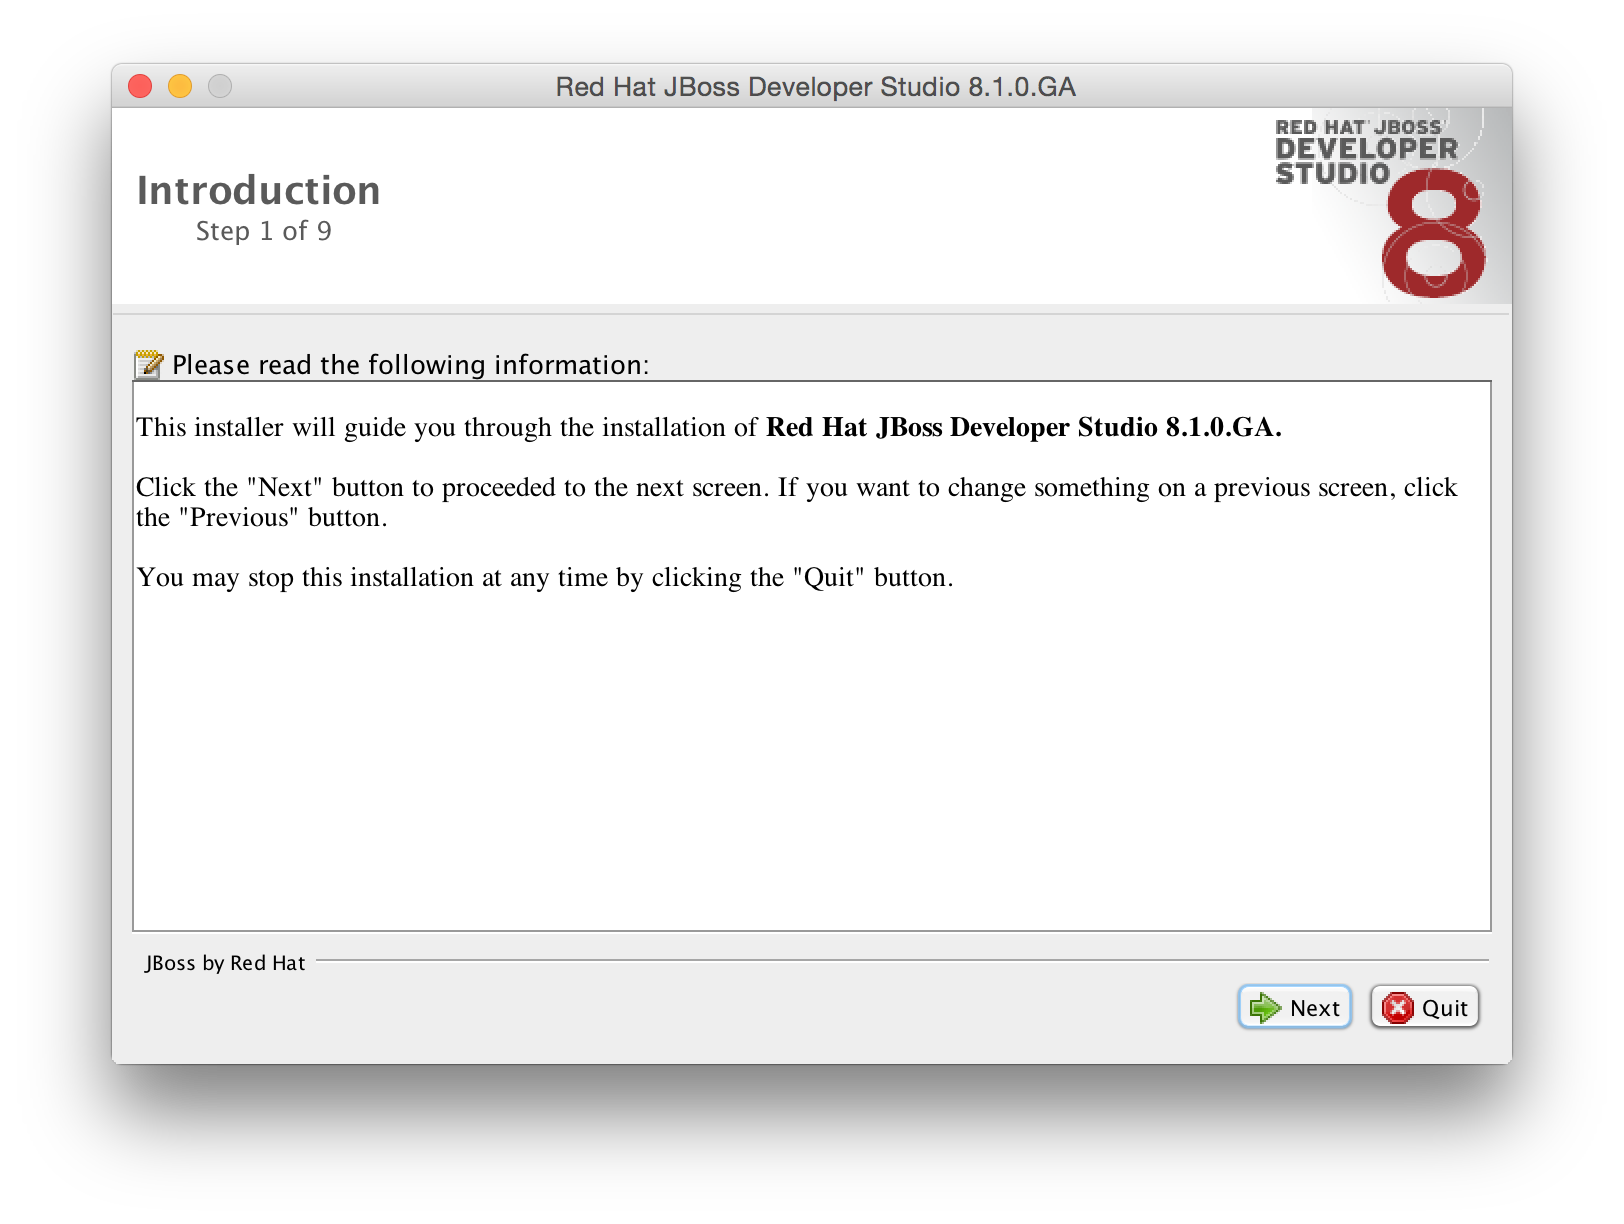 Red Hat JBoss Developer Studio 8.1.0.GA
RED HAT JBOSS
DEVELOPER
STUDIO
8
Introduction
Step 1 of 9
Please read the following information:
This installer will guide you through the installation of Red Hat JBoss Developer Studio 8.1.0.GA.
Click the "Next" button to proceeded to the next screen. If you want to change something on a previous screen, click
the "Previous" button.
You may stop this installation at any time by clicking the "Quit" button.
JBoss by Red Hat
Next
Quit